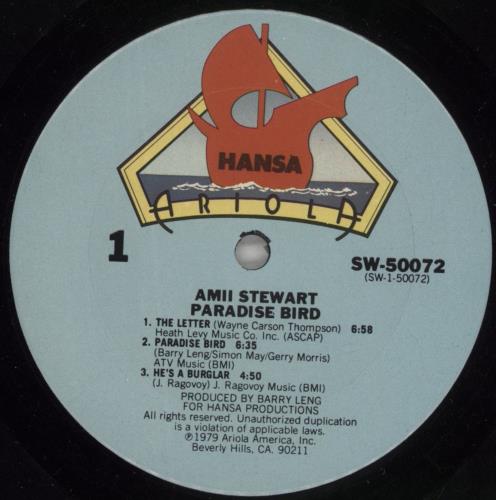 HANSA
ARIOLA
1
SW-50072
(SW-1-50072)
AMII STEWART
PARADISE BIRD
1. THE LETTER (Wayne Carson Thompson) 6:58
Heath Levy Music Co. Inc. (ASCAP)
2. PARADISE BIRD 6:35
(Barry Leng/Simon May/Gerry Morris)
ATV Music (BMI)
3. HE'S A BURGLAR 4:50
(J. Ragovoy) J. Ragovoy Music (BMI)
PRODUCED BY BARRY LENG
FOR HANSA PRODUCTIONS
All rights reserved. Unauthorized duplication
is a violation of applicable laws.
℗1979 Ariola America, Inc.
Beverly Hills, CA. 90211